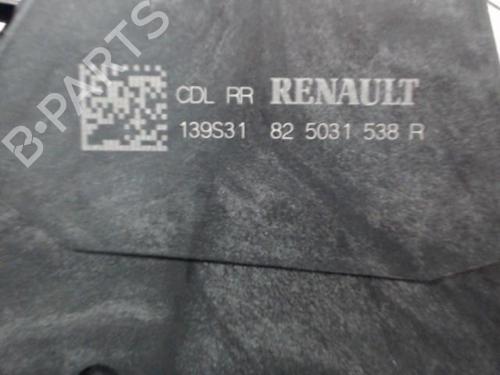 B-PARTS
CDL RR RENAULT
139S31 82 5031 538 R